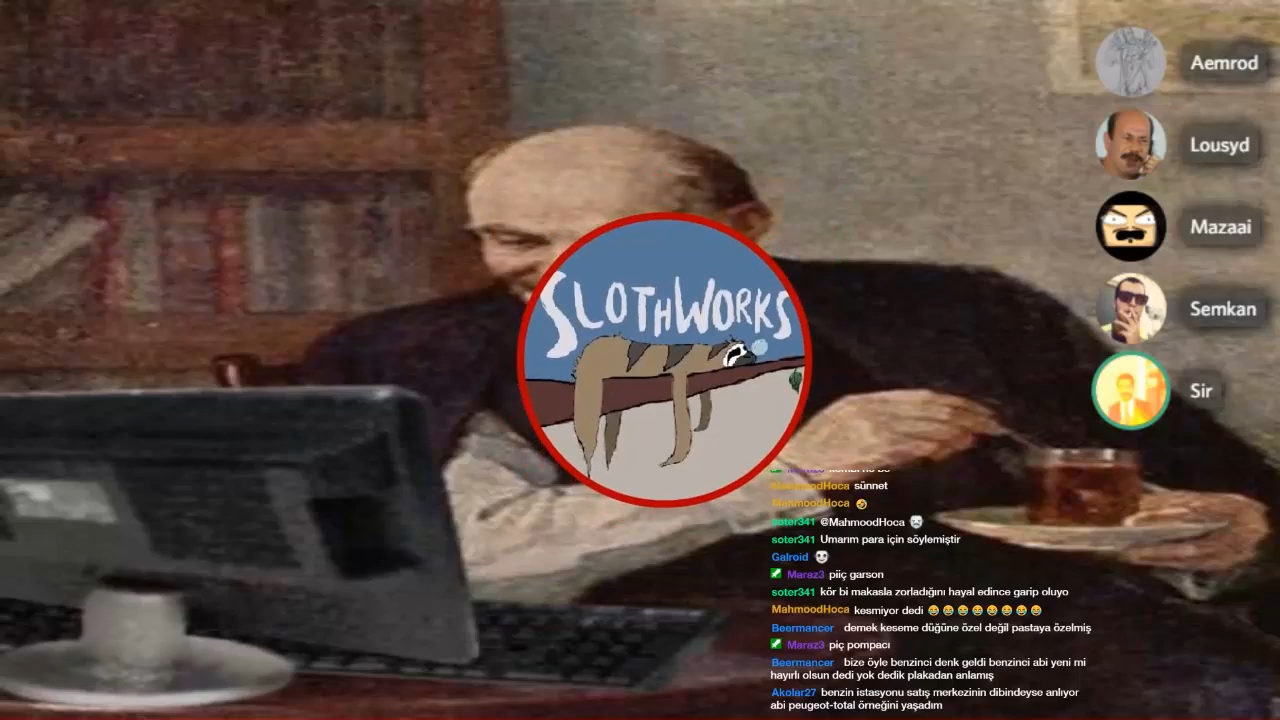 Aemrod
Lousyd
Mazaai
Semkan
Sir
SLOTHWORKS
MahmoodHoca sünnet
MahmoodHoca 🤣
soter341 @MahmoodHoca
soter341 Umarım para için söylemiştir
Galroid
Maraz3 piiç garson
soter341 kör bi makasla zorladığını hayal edince garip oluyo
MahmoodHoca kesmiyor dedi 😂😂😂😂😂😂😂😂
Beermancer demek keseme düğüne özel değil pastaya özelmiş
Maraz3 piç pompacı
Beermancer bize öyle benzinci denk geldi benzinci abi yeni mi
hayırlı olsun dedi yok dedik plakadan anlamış
Akolar27 benzin istasyonu satış merkezinin dibindeyse anlıyor
abi peugeot-total örneğini yaşadım